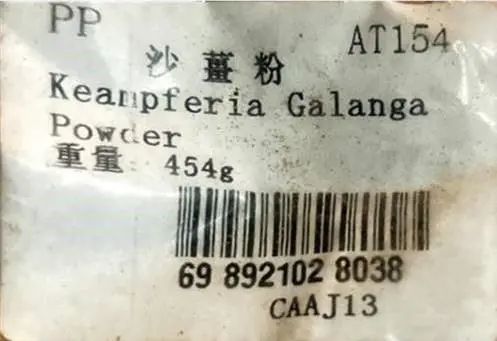 PP AT154
沙薑粉
Keampferia Galanga
Powder
重量 454g
69 892102 8038
CAAJ13